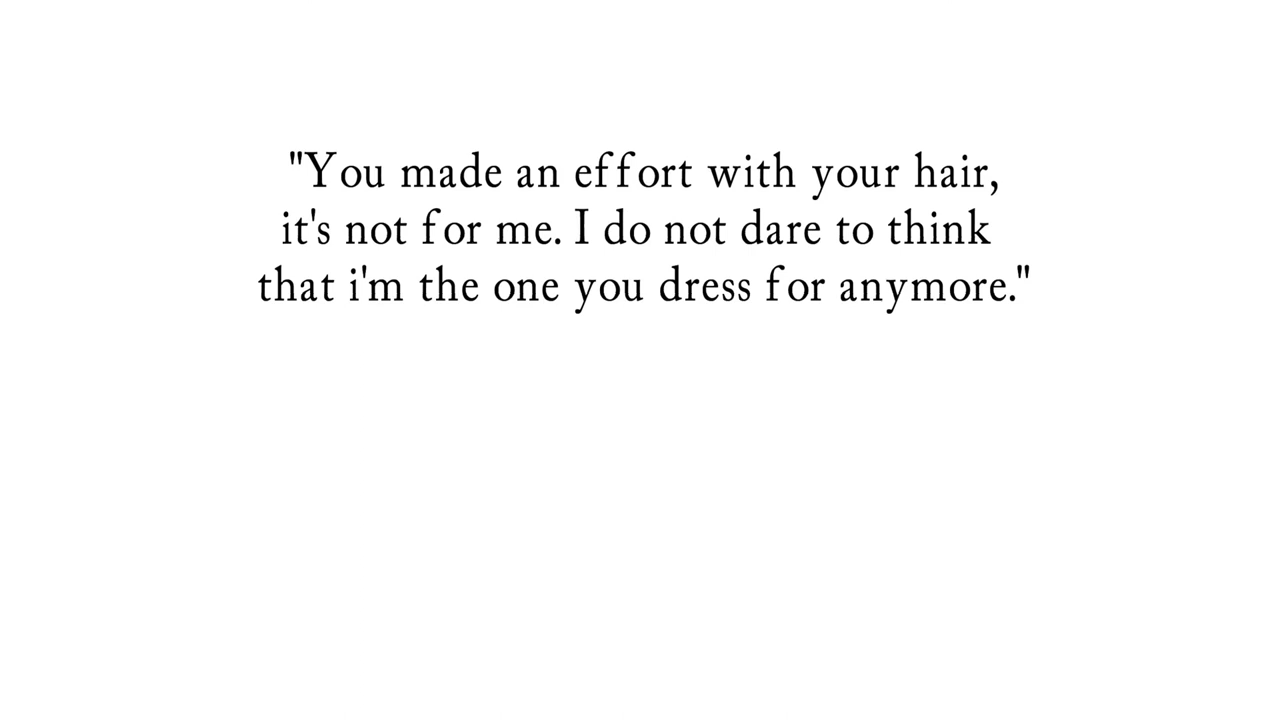 "You made an effort with your hair,
it's not for me. I do not dare to think
that i'm the one you dress for anymore."